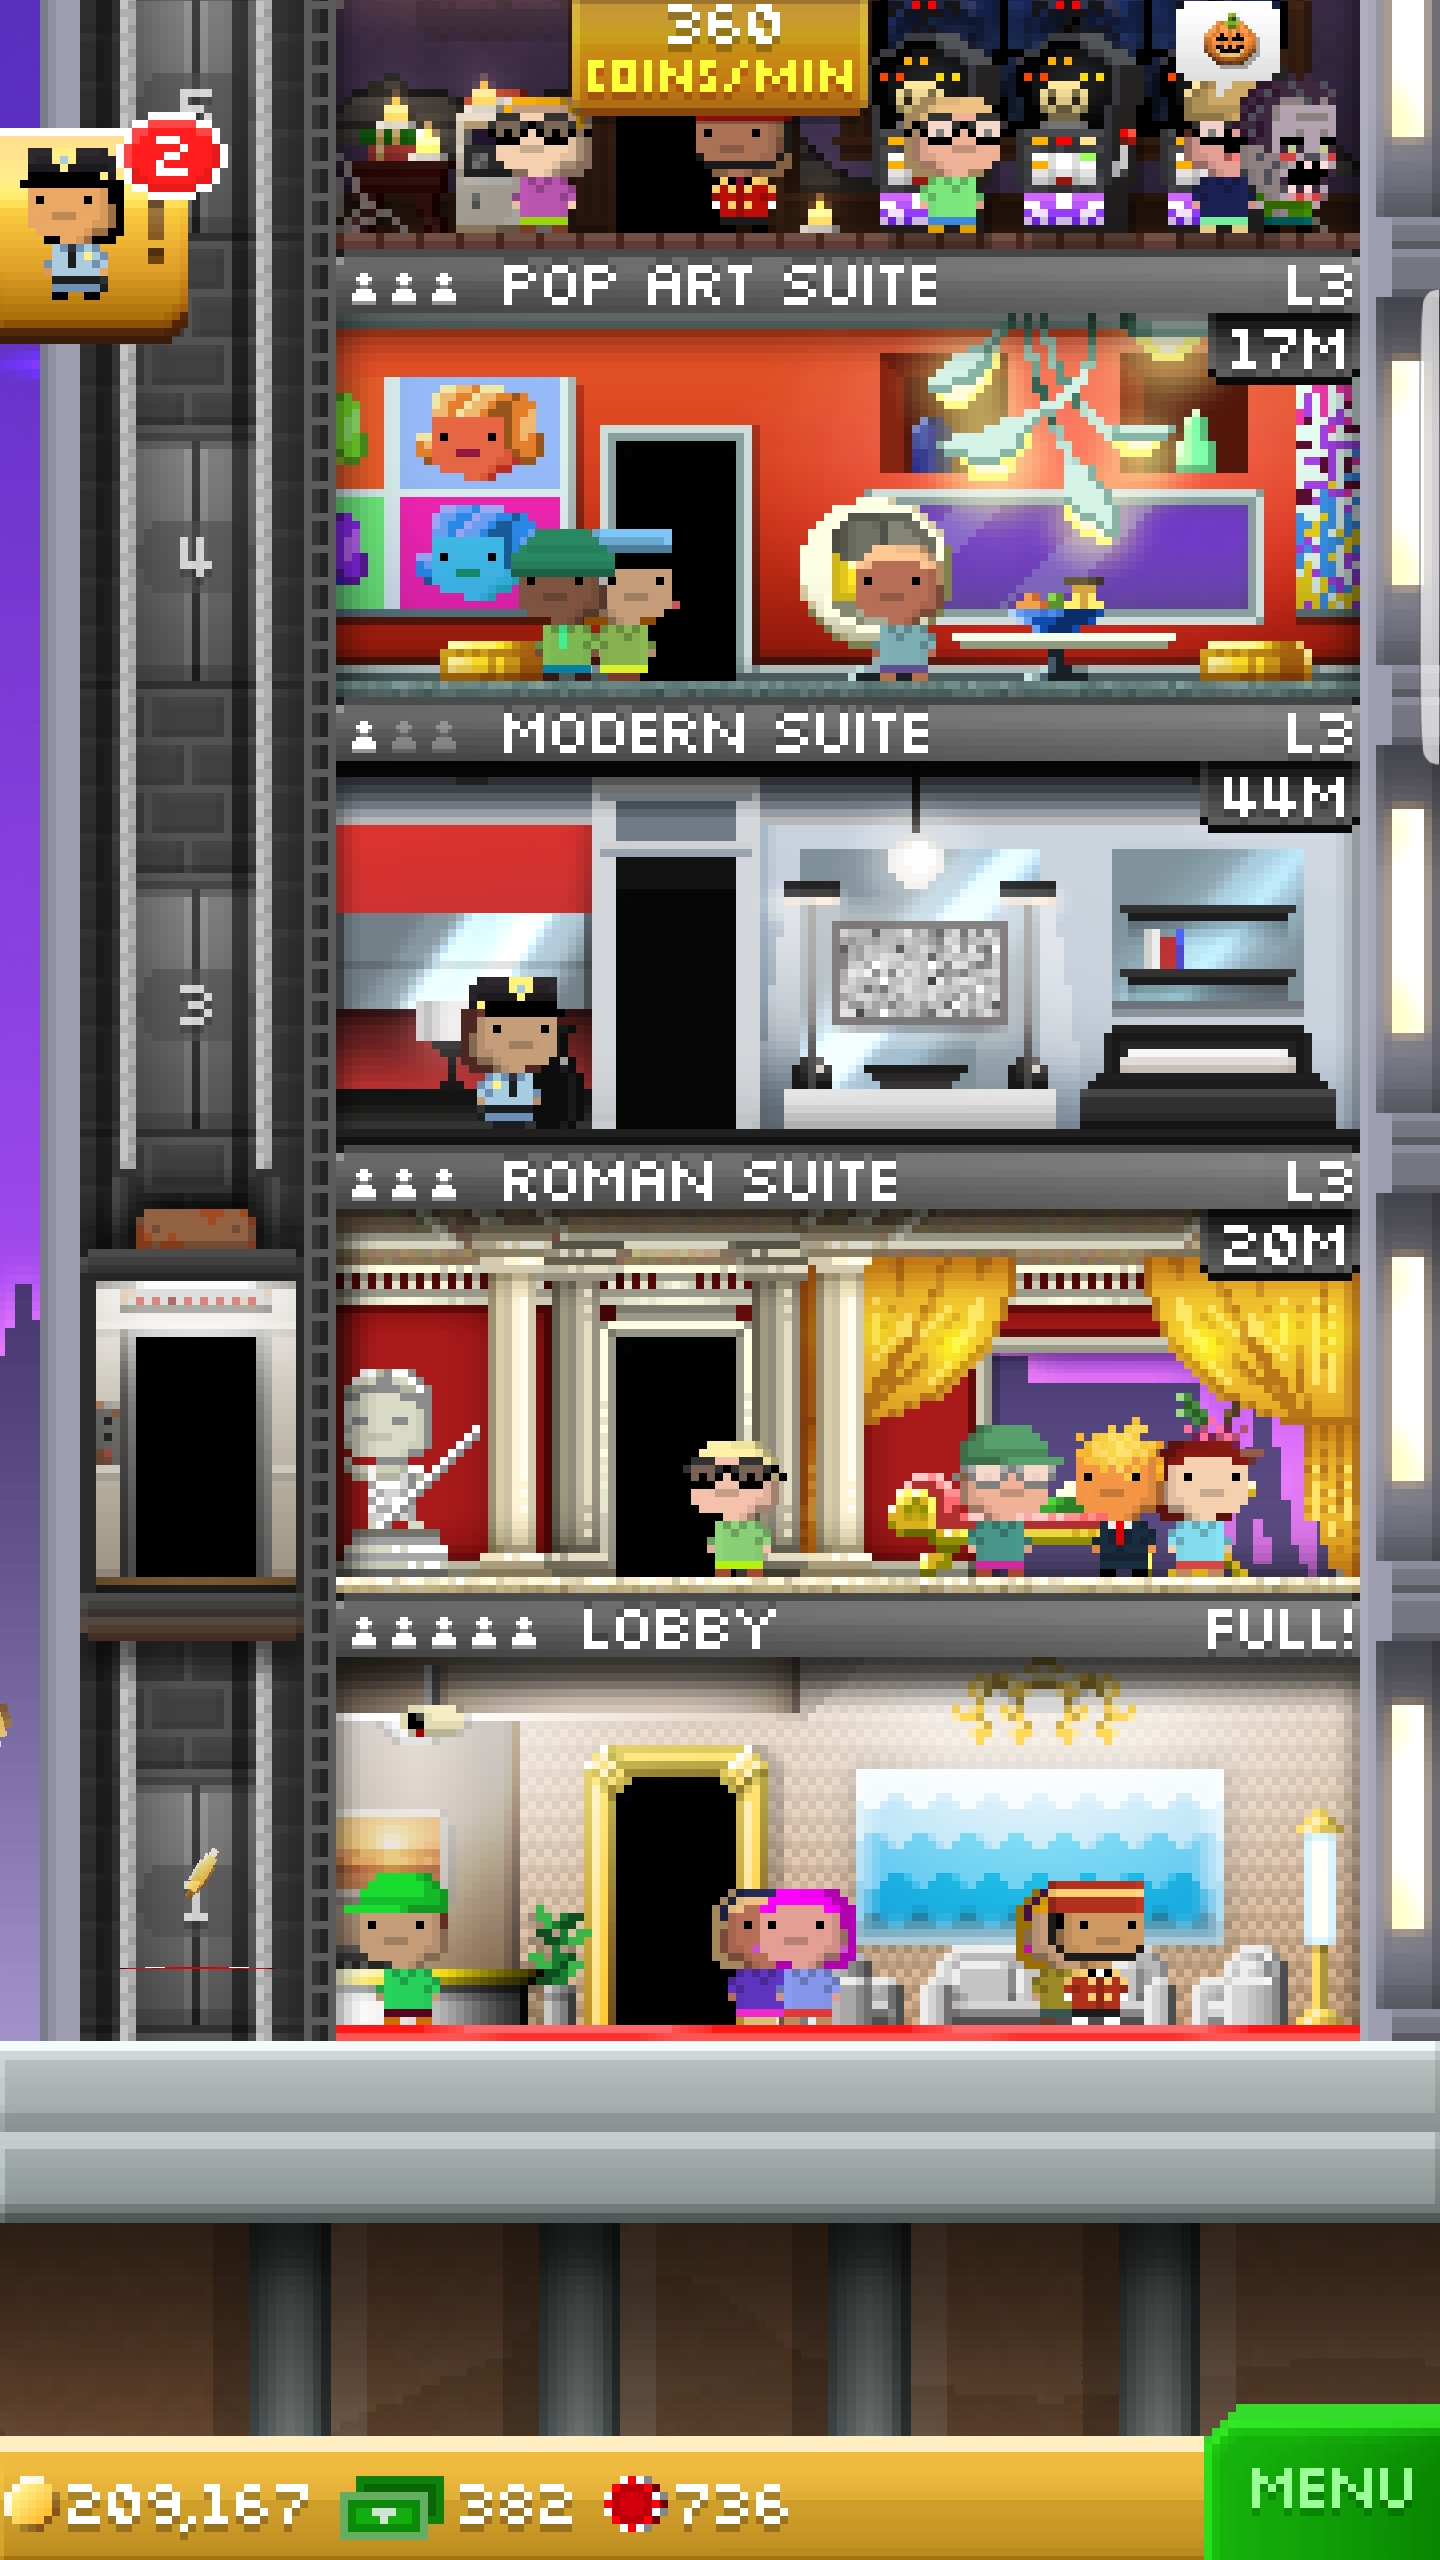 360
COINS/MIN
5
2
POP ART SUITE L3
17M
4
MODERN SUITE L3
44M
3
ROMAN SUITE L3
20M
LOBBY FULL!
1
209,167 382 736
MENU